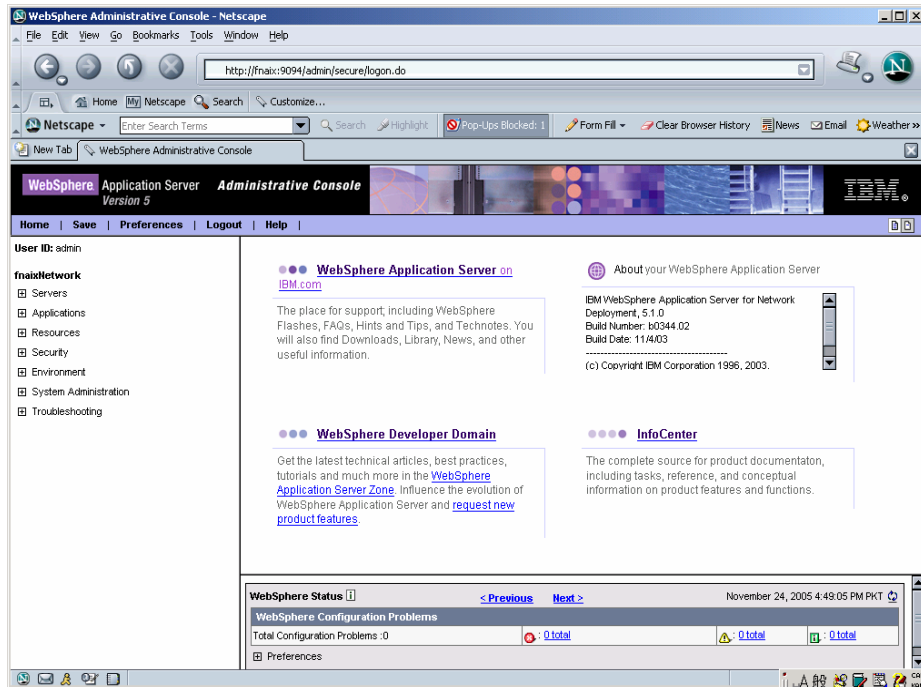 WebSphere Administrative Console - Netscape
File Edit View Go Bookmarks Tools Window Help
http://fnaix:9094/admin/secure/logon.do
Home My Netscape Search Customize...
Netscape Enter Search Terms Search Highlight Pop-Ups Blocked: 1 Form Fill Clear Browser History News Email Weather »
New Tab WebSphere Administrative Console
WebSphere Application Server Administrative Console
Version 5
IBM
Home | Save | Preferences | Logout | Help |
User ID: admin
fnaixNetwork
Servers
Applications
Resources
Security
Environment
System Administration
Troubleshooting
WebSphere Application Server on
IBM.com
The place for support; including WebSphere
Flashes, FAQs, Hints and Tips, and Technotes. You
will also find Downloads, Library, News, and other
useful information.
About your WebSphere Application Server
IBM WebSphere Application Server for Network
Deployment, 5.1.0
Build Number: b0344.02
Build Date: 11/4/03
----------------------------------------
(c) Copyright IBM Corporation 1996, 2003.
WebSphere Developer Domain
Get the latest technical articles, best practices,
tutorials and much more in the WebSphere
Application Server Zone. Influence the evolution of
WebSphere Application Server and request new
product features.
InfoCenter
The complete source for product documentaton,
including tasks, reference, and conceptual
information on product features and functions.
WebSphere Status < Previous Next > November 24, 2005 4:49:05 PM PKT
WebSphere Configuration Problems
Total Configuration Problems :0 : 0 total : 0 total : 0 total
Preferences
A 般